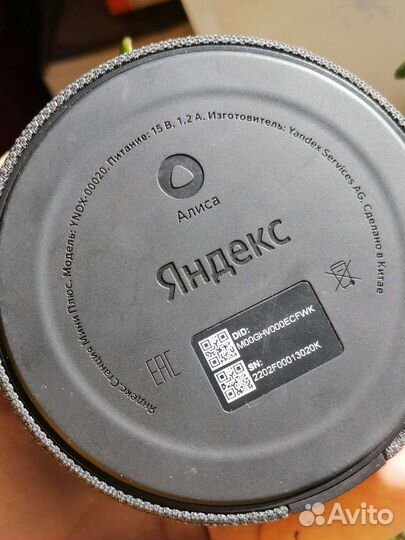 Яндекс.Станция Мини Плюс. Модель: YNDX-00020. Питание: 15 В, 1,2 А. Изготовитель: Yandex Services AG. Сделано в Китае
Алиса
Яндекс
EAC
DID:
M00GHV000ECFWK
SN:
2202F00013020K
Avito